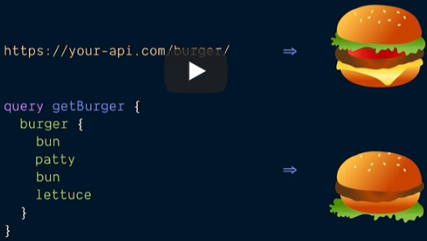 https://your-api.com/burger/ ⇒
query getBurger {
burger {
bun
patty
bun
lettuce
} ⇒
}